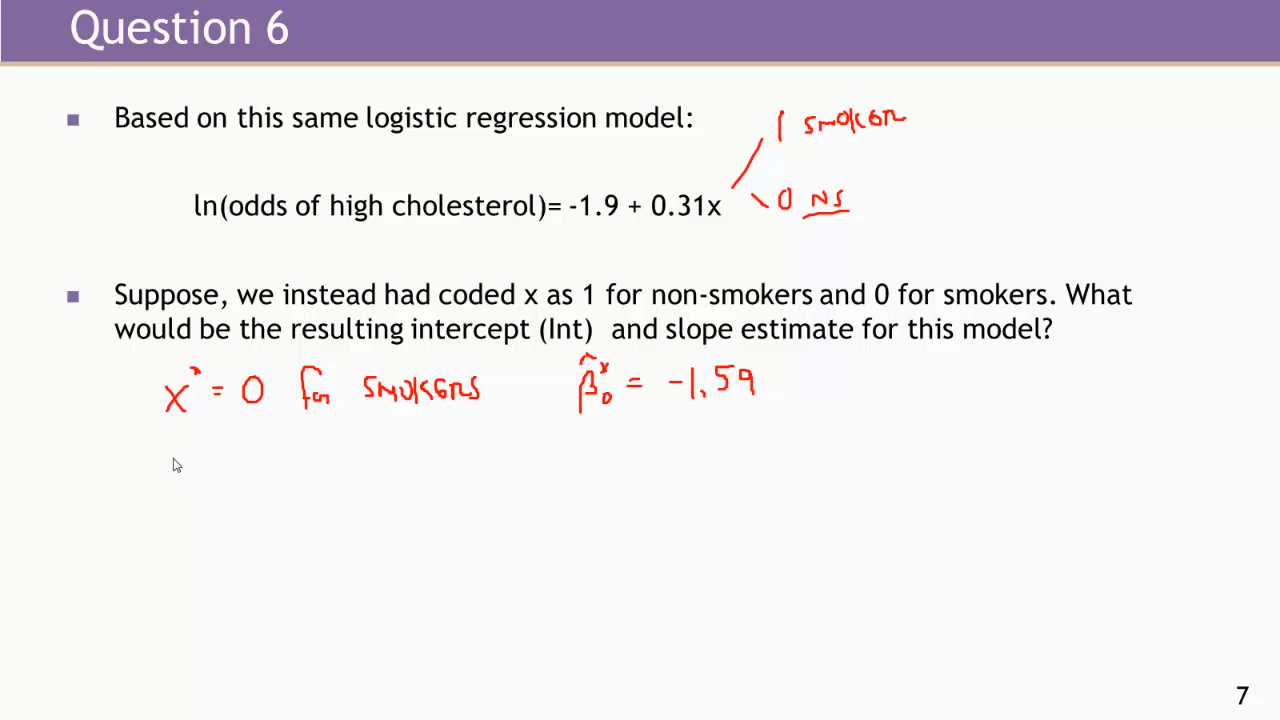 Question 6
Based on this same logistic regression model:
1 SMOKER
ln(odds of high cholesterol)= -1.9 + 0.31x
0 NS
Suppose, we instead had coded x as 1 for non-smokers and 0 for smokers. What
would be the resulting intercept (Int) and slope estimate for this model?
x* = 0 for SMOKERS β̂₀* = -1.59
7